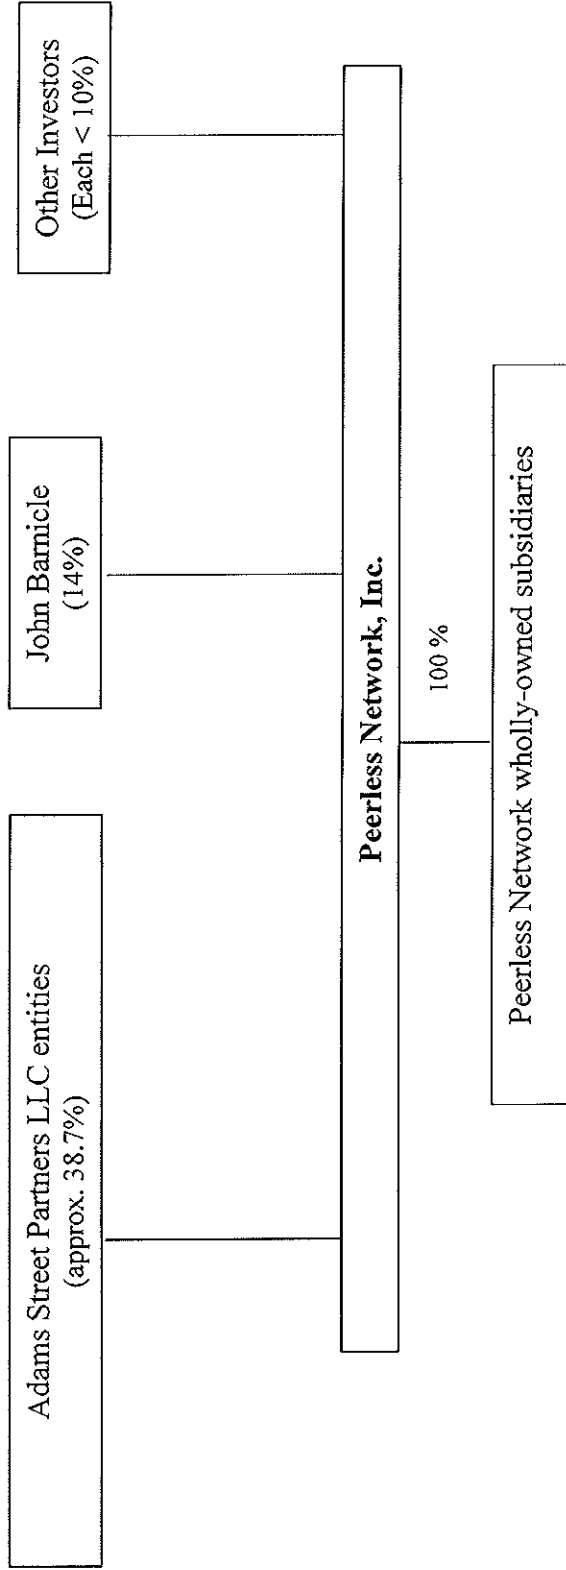 Adams Street Partners LLC entities
(approx. 38.7%)
John Barnicle
(14%)
Other Investors
(Each < 10%)
Peerless Network, Inc.
100 %
Peerless Network wholly-owned subsidiaries